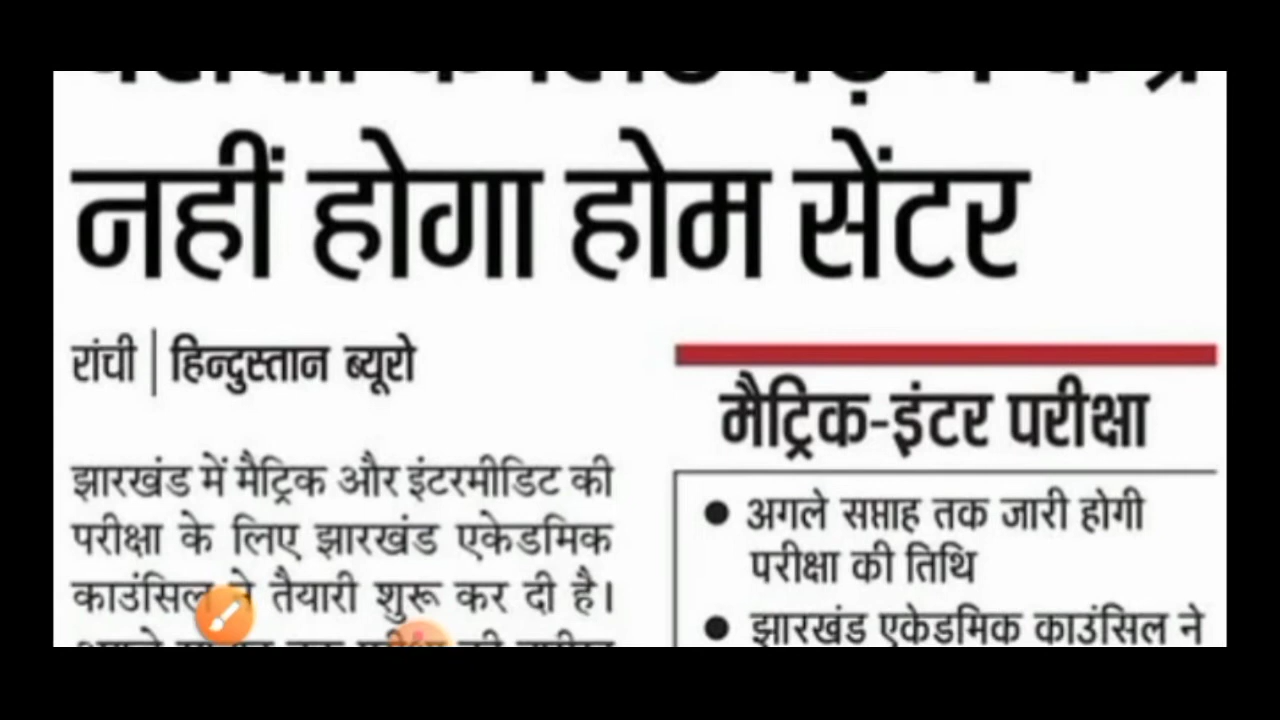 नहीं होगा होम सेंटर
रांची | हिन्दुस्तान ब्यूरो
झारखंड में मैट्रिक और इंटरमीडिट की
परीक्षा के लिए झारखंड एकेडमिक
काउंसिल ने तैयारी शुरू कर दी है।
मैट्रिक-इंटर परीक्षा
● अगले सप्ताह तक जारी होगी
परीक्षा की तिथि
● झारखंड एकेडमिक काउंसिल ने